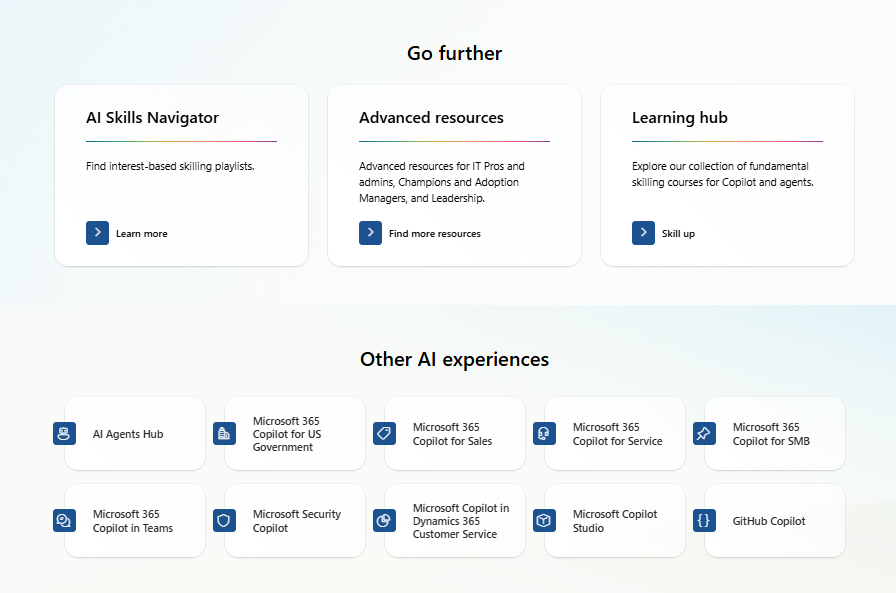 Go further
AI Skills Navigator
Find interest-based skilling playlists.
Learn more
Advanced resources
Advanced resources for IT Pros and
admins, Champions and Adoption
Managers, and Leadership.
Find more resources
Learning hub
Explore our collection of fundamental
skilling courses for Copilot and agents.
Skill up
Other AI experiences
AI Agents Hub
Microsoft 365
Copilot for US
Government
Microsoft 365
Copilot for Sales
Microsoft 365
Copilot for Service
Microsoft 365
Copilot for SMB
Microsoft 365
Copilot in Teams
Microsoft Security
Copilot
Microsoft Copilot in
Dynamics 365
Customer Service
Microsoft Copilot
Studio
GitHub Copilot